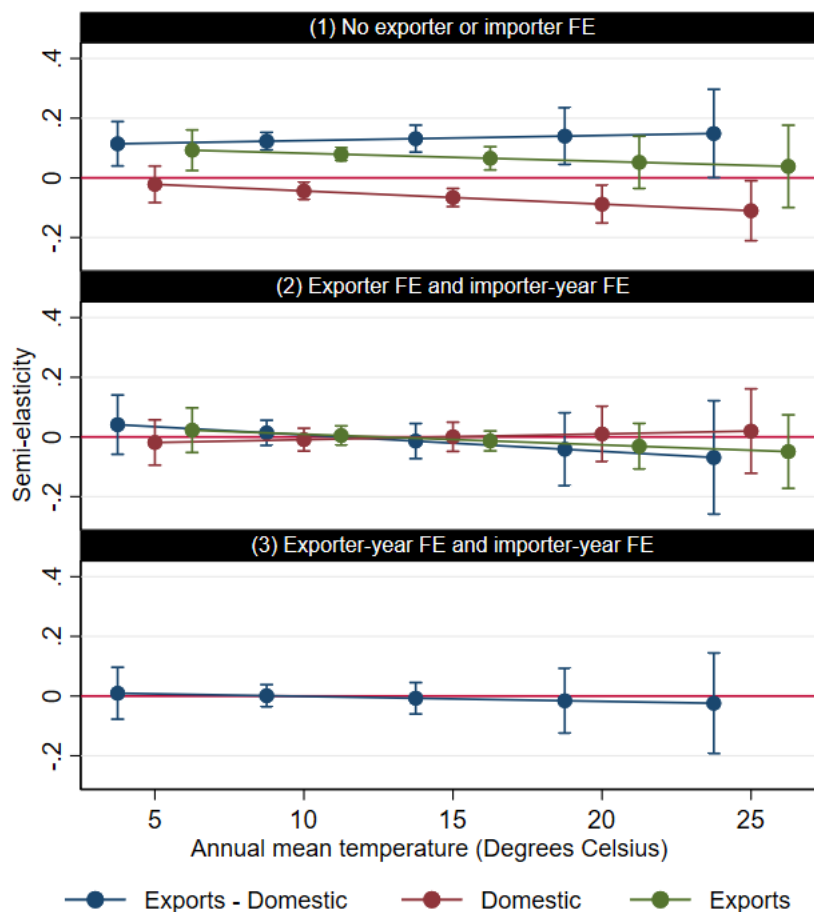 (1) No exporter or importer FE
.4
.2
0
-.2
(2) Exporter FE and importer-year FE
.4
.2
0
-.2
Semi-elasticity
(3) Exporter-year FE and importer-year FE
.4
.2
0
-.2
5 10 15 20 25
Annual mean temperature (Degrees Celsius)
Exports - Domestic Domestic Exports